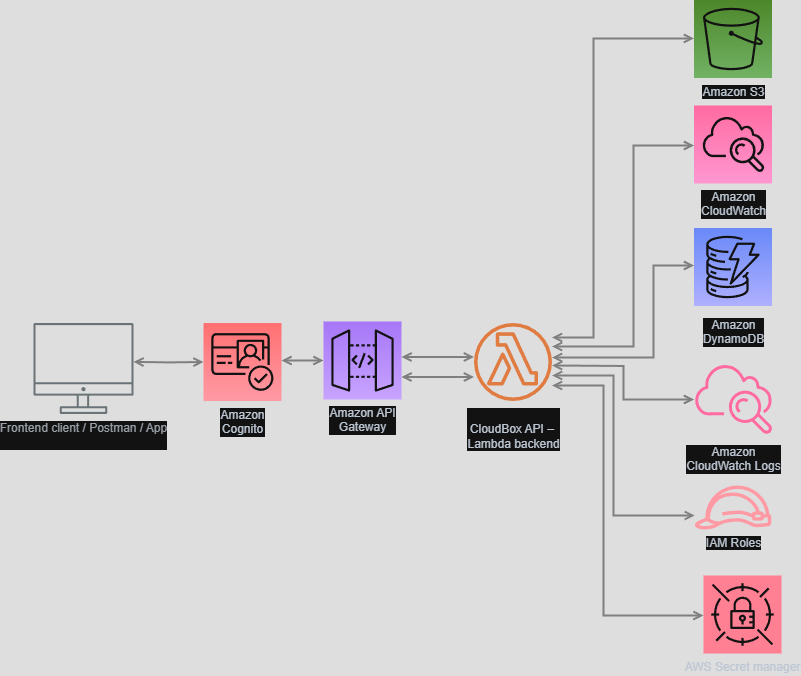 Amazon S3
Amazon
CloudWatch
Amazon
DynamoDB
</>
Frontend client / Postman / App
Amazon
Cognito
Amazon API
Gateway
CloudBox API –
Lambda backend
Amazon
CloudWatch Logs
IAM Roles
AWS Secret manager